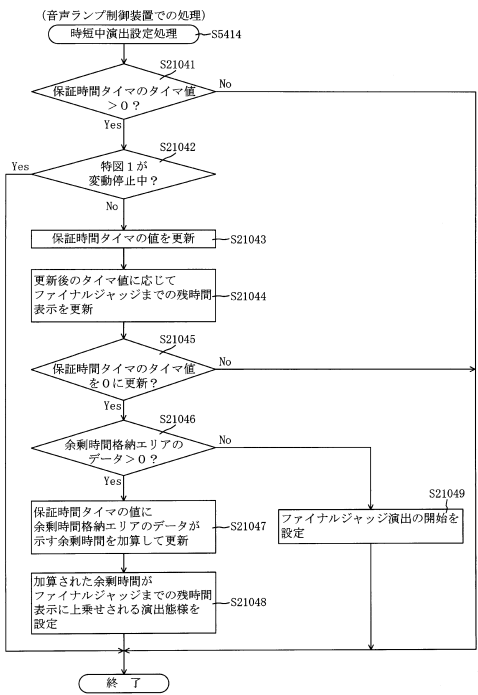 (音声ランプ制御装置での処理)
時短中演出設定処理
S5414
S21041
保証時間タイマのタイマ値
>0?
No
Yes
S21042
Yes
特図1が
変動停止中?
No
保証時間タイマの値を更新
S21043
更新後のタイマ値に応じて
ファイナルジャッジまでの残時間
表示を更新
S21044
S21045
保証時間タイマのタイマ値
を0に更新?
No
Yes
S21046
余剰時間格納エリアの
データ>0?
No
Yes
S21049
ファイナルジャッジ演出の開始を
設定
保証時間タイマの値に
余剰時間格納エリアのデータが
示す余剰時間を加算して更新
S21047
加算された余剰時間が
ファイナルジャッジまでの残時間
表示に上乗せされる演出態様を
設定
S21048
終 了